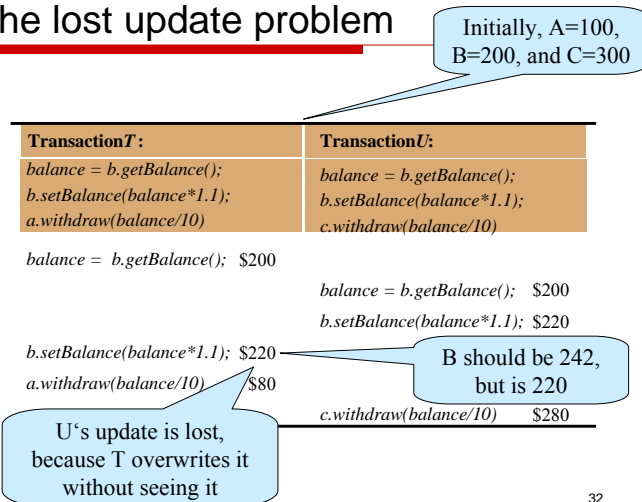 he lost update problem
Initially, A=100,
B=200, and C=300
TransactionT:
TransactionU:
balance = b.getBalance();
b.setBalance(balance*1.1);
a.withdraw(balance/10)
balance = b.getBalance();
b.setBalance(balance*1.1);
c.withdraw(balance/10)
balance = b.getBalance(); $200
balance = b.getBalance(); $200
b.setBalance(balance*1.1); $220
b.setBalance(balance*1.1); $220
B should be 242,
but is 220
a.withdraw(balance/10) $80
c.withdraw(balance/10) $280
U‘s update is lost,
because T overwrites it
without seeing it
32